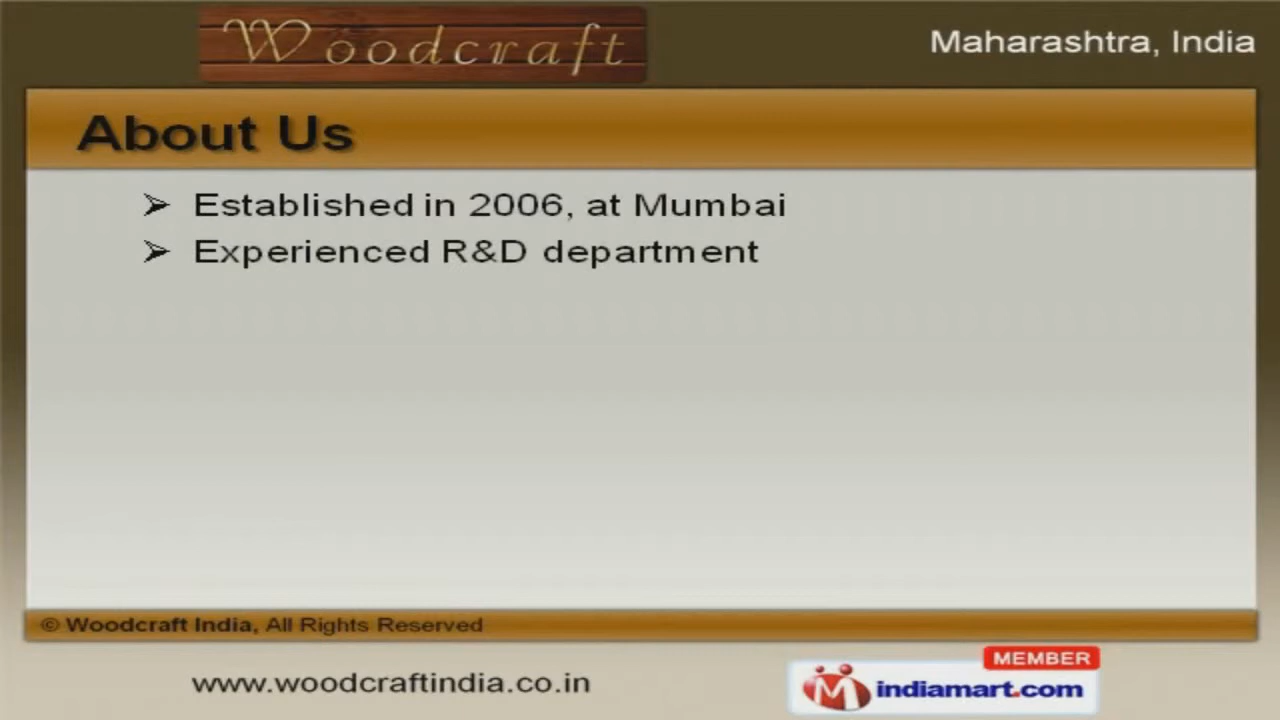 Woodcraft
Maharashtra, India
About Us
➢ Established in 2006, at Mumbai
➢ Experienced R&D department
© Woodcraft India, All Rights Reserved
www.woodcraftindia.co.in
MEMBER
indiamart.com